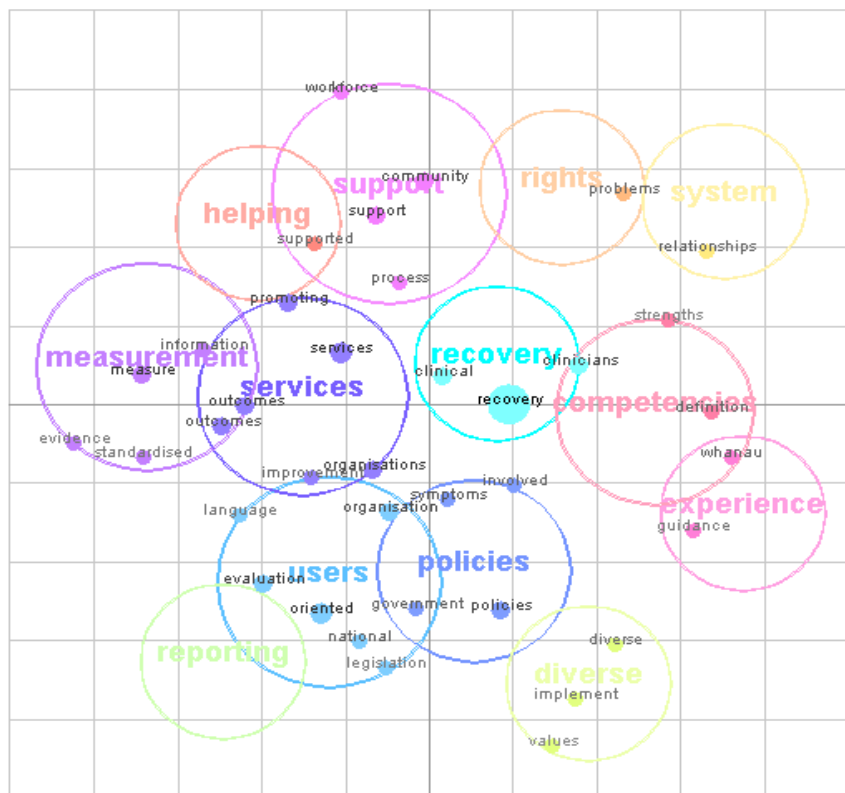 workforce
community
support
rights
problems
system
helping
support
supported
relationships
process
promoting
strengths
information
services
recovery
clinicians
measurement
measure
clinical
services
outcomes
recovery
competencies
definition
outcomes
evidence
standardised
whanau
improvement
organisations
involved
symptoms
experience
language
organisation
guidance
policies
users
evaluation
oriented
government
policies
national
diverse
reporting
legislation
diverse
implement
values